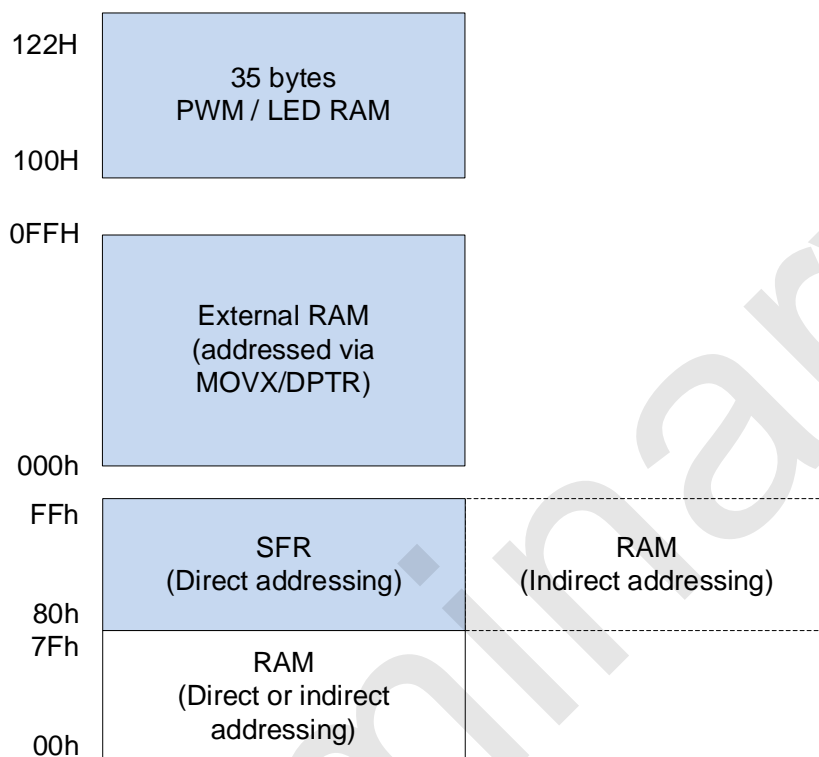 122H
35 bytes
PWM / LED RAM
100H
0FFH
External RAM
(addressed via
MOVX/DPTR)
000h
FFh
SFR
(Direct addressing)
RAM
(Indirect addressing)
80h
7Fh
RAM
(Direct or indirect
addressing)
00h